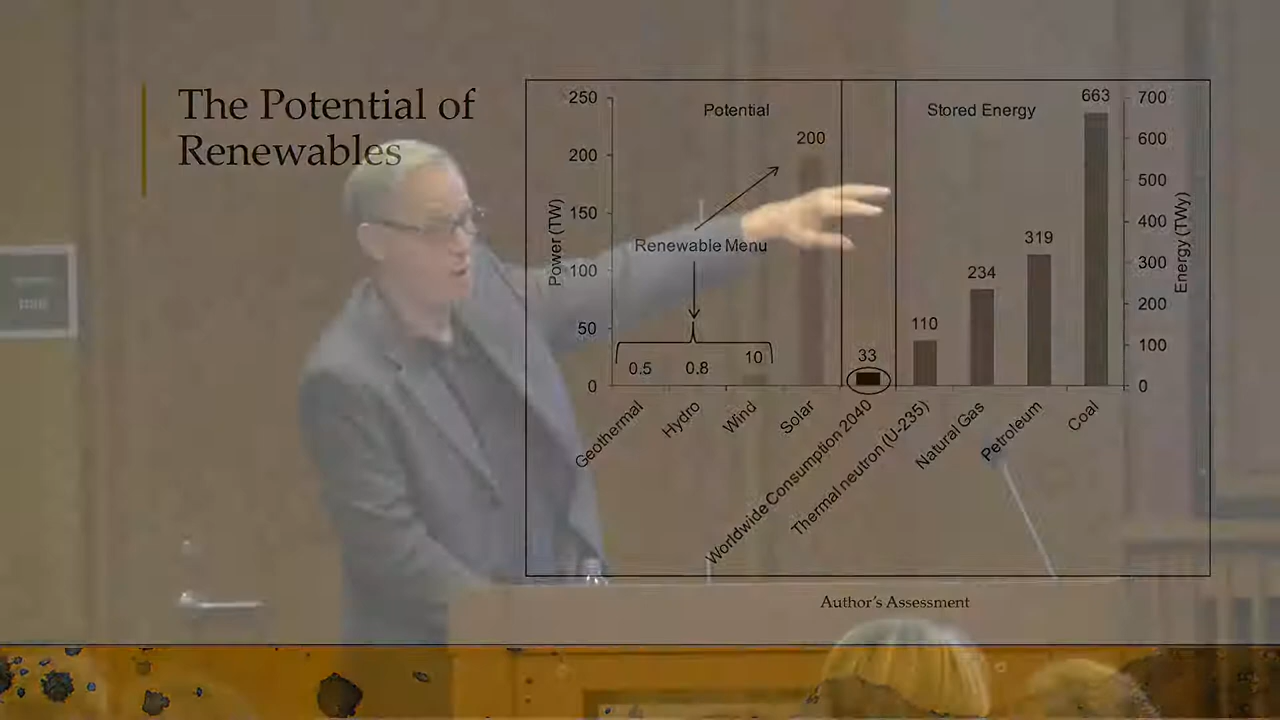 The Potential of
Renewables
Potential
Stored Energy
250
200
150
100
50
0
Power (TW)
200
Renewable Menu
0.5
0.8
10
33
110
234
319
663
700
600
500
400
300
200
100
0
Energy (TWy)
Geothermal
Hydro
Wind
Solar
Worldwide Consumption 2040
Thermal neutron (U-235)
Natural Gas
Petroleum
Coal
Author's Assessment